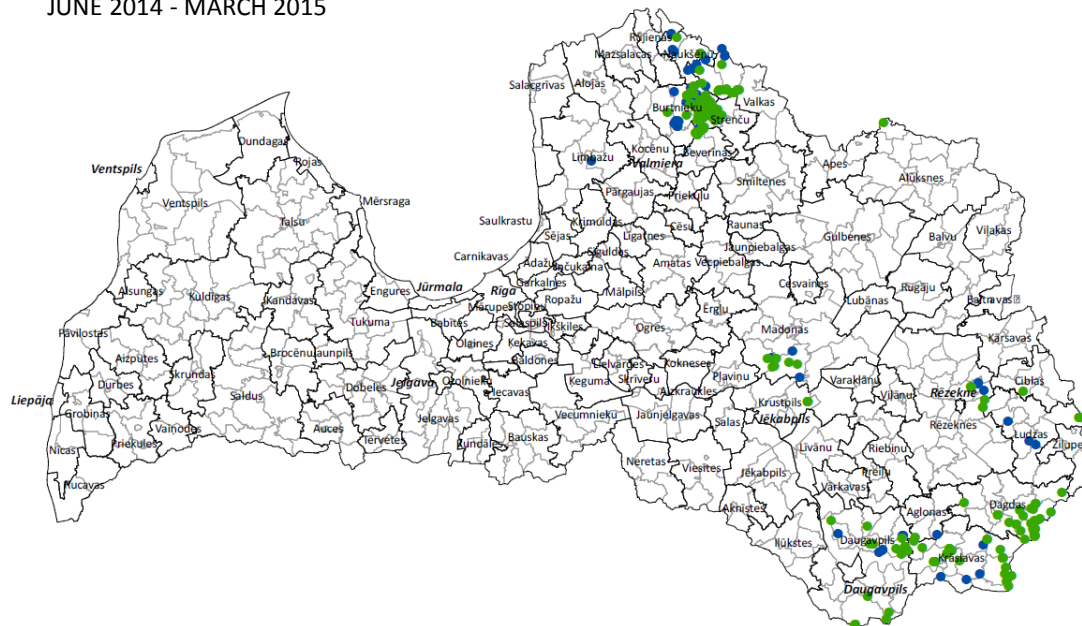 JUNE 2014 - MARCH 2015
Rūjienas
Mazsalacas
Naukšēnu
Salacgrīvas
Alojas
Burtnieku
Valkas
Strenču
Dundagas
Kocēnu
Beverīnas
Limbažu
Valmiera
Rojas
Ventspils
Apes
Alūksnes
Smiltenes
Pārgaujas
Priekuļu
Ventspils
Mērsraga
Talsu
Saulkrastu
Krimuldas
Cēsu
Raunas
Sējas
Līgatnes
Jaunpiebalgas
Gulbenes
Balvu
Viļakas
Carnikavas
Siguldes
Ādažu
Inčukalna
Amatas
Vecpiebalgas
Garkalnes
Cesvaines
Rugāju
Alsungas
Kuldīgas
Kandavas
Engures
Jūrmala
Rīga
Mālpils
Ropažu
Lubānas
Baltinavas
Mārupes
Stopiņu
Ērgļu
Pāvilostas
Tukuma
Babītes
Salaspils
Ikšķiles
Ogres
Madonas
Olaines
Ķekavas
Kārsavas
Aizputes
Brocēnu
Jaunpils
Baldones
Lielvārdes
Kokneses
Skrundas
Pļaviņu
Durbes
Dobeles
Jelgava
Ozolnieku
Ķeguma
Skrīveru
Varakļānu
Ciblas
Saldus
Iecavas
Aizkraukles
Viļānu
Rēzekne
Liepāja
Krustpils
Grobiņas
Vecumnieku
Jaunjelgavas
Jēkabpils
Salas
Rēzeknes
Vaiņodes
Auces
Jelgavas
Ludzas
Priekules
Tērvetes
Rundāles
Bauskas
Zilupes
Nīcas
Līvānu
Riebiņu
Neretas
Viesītes
Jēkabpils
Preiļu
Rucavas
Vārkavas
Aknīstes
Dagdas
Aglonas
Ilūkstes
Daugavpils
Krāslavas
Daugavpils